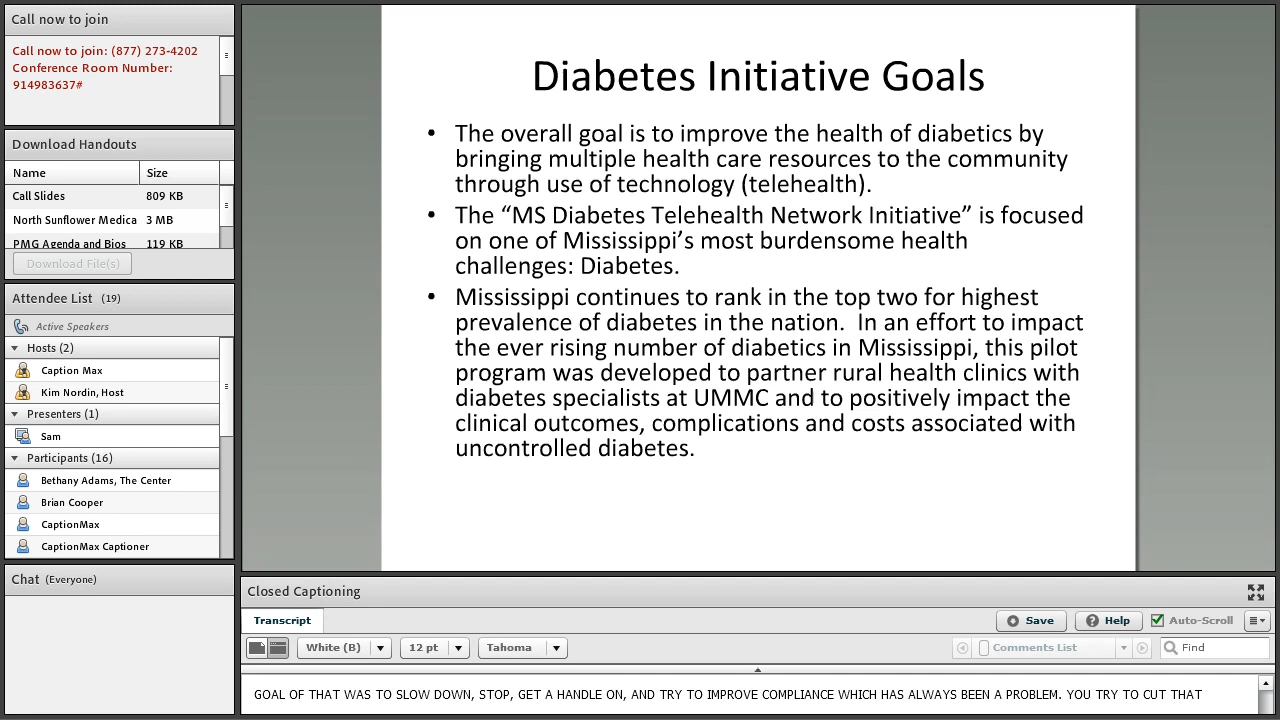 Call now to join
Call now to join: (877) 273-4202
Conference Room Number:
914983637#
Download Handouts
Name Size
Call Slides 809 KB
North Sunflower Medica 3 MB
PMG Agenda and Bios 119 KB
Download File(s)
Attendee List (19)
Active Speakers
Hosts (2)
Caption Max
Kim Nordin, Host
Presenters (1)
Sam
Participants (16)
Bethany Adams, The Center
Brian Cooper
CaptionMax
CaptionMax Captioner
Chat (Everyone)
Diabetes Initiative Goals
• The overall goal is to improve the health of diabetics by
bringing multiple health care resources to the community
through use of technology (telehealth).
• The “MS Diabetes Telehealth Network Initiative” is focused
on one of Mississippi’s most burdensome health
challenges: Diabetes.
• Mississippi continues to rank in the top two for highest
prevalence of diabetes in the nation.  In an effort to impact
the ever rising number of diabetics in Mississippi, this pilot
program was developed to partner rural health clinics with
diabetes specialists at UMMC and to positively impact the
clinical outcomes, complications and costs associated with
uncontrolled diabetes.
Closed Captioning
Transcript Save Help Auto-Scroll
White (B) 12 pt Tahoma Comments List Find
GOAL OF THAT WAS TO SLOW DOWN, STOP, GET A HANDLE ON, AND TRY TO IMPROVE COMPLIANCE WHICH HAS ALWAYS BEEN A PROBLEM. YOU TRY TO CUT THAT